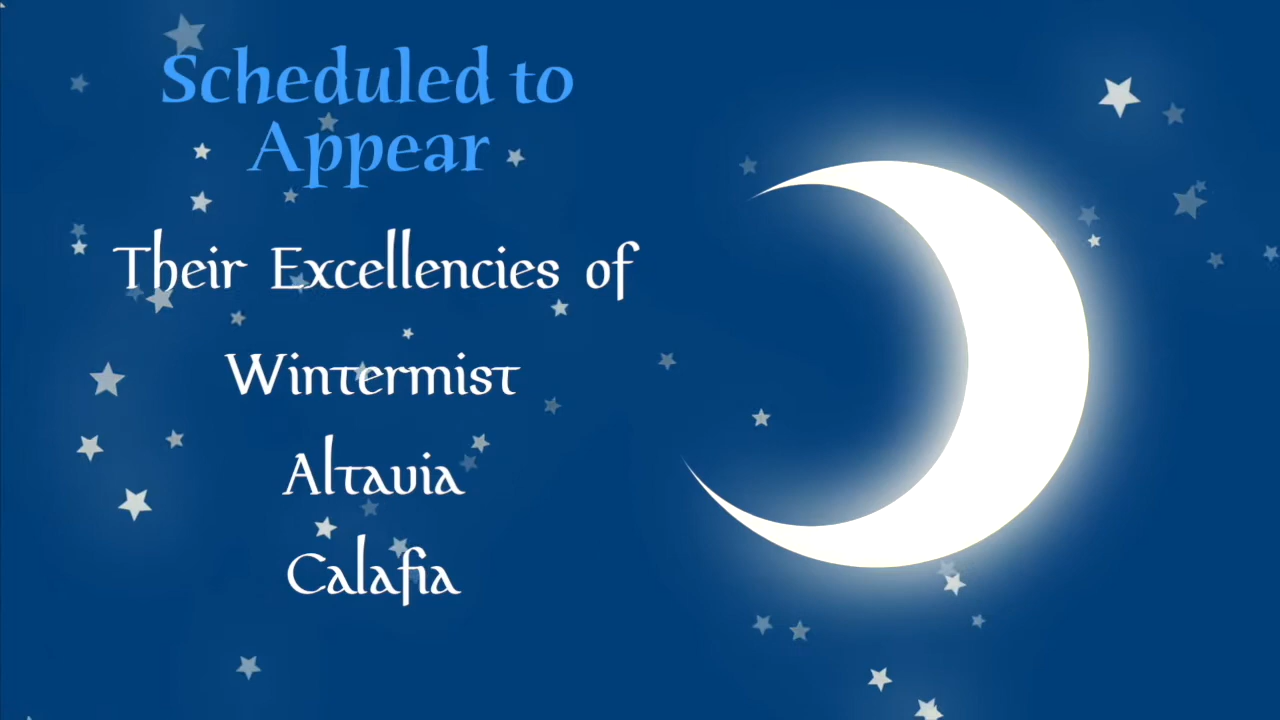 Scheduled to
Appear
Their Excellencies of
Wintermist
Altavia
Calafia